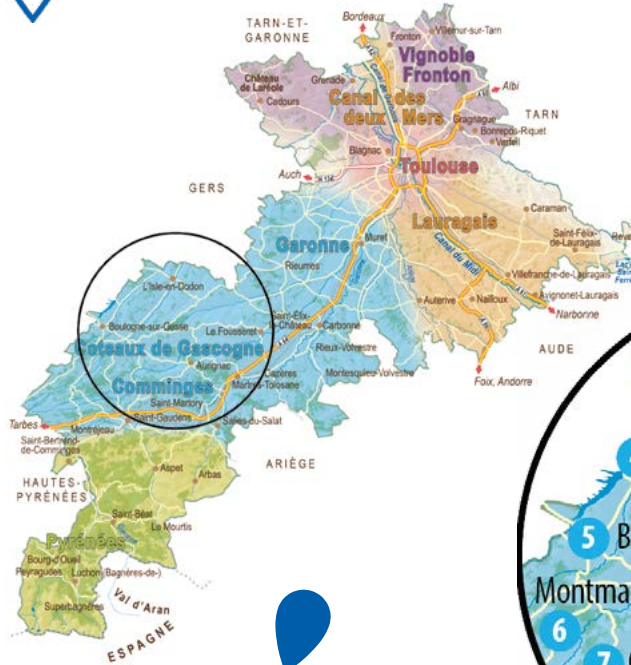 TARN-ET-
GARONNE
Bordeaux
Fronton
Villemur-sur-Tarn
Vignoble
Fronton
Château
de Laréole
Grenade
Cadours
Canal des
deux Mers
Albi
TARN
Gragnague
Bonrepos-Riquet
Verfeil
Blagnac
Toulouse
Auch
GERS
Lauragais
Caraman
Saint-Félix-
de-Lauragais
Garonne
Muret
Canal du Midi
Rieumes
L'Isle-en-Dodon
Villefranche-de-Lauragais
Auterive
Nailloux
Avignonet-Lauragais
Narbonne
Boulogne-sur-Gesse
Le Fousseret
Saint-Élix-
le-Château
Carbonne
AUDE
Coteaux de Gascogne
Aurignac
Rieux-Volvestre
Comminges
Cazères
Martres-Tolosane
Montesquieu-Volvestre
Foix, Andorre
Saint-Martory
Tarbes
Montréjeau
Saint-Gaudens
Salies-du-Salat
Saint-Bertrand-
de-Comminges
ARIÈGE
HAUTES-
PYRÉNÉES
Aspet
Arbas
Saint-Béat
Le Mourtis
Pyrénées
Bourg-d'Oueil
Peyragudes
Luchon (Bagnères-de-)
Superbagnères
Val d'Aran
ESPAGNE
5
B
Montma
6
7